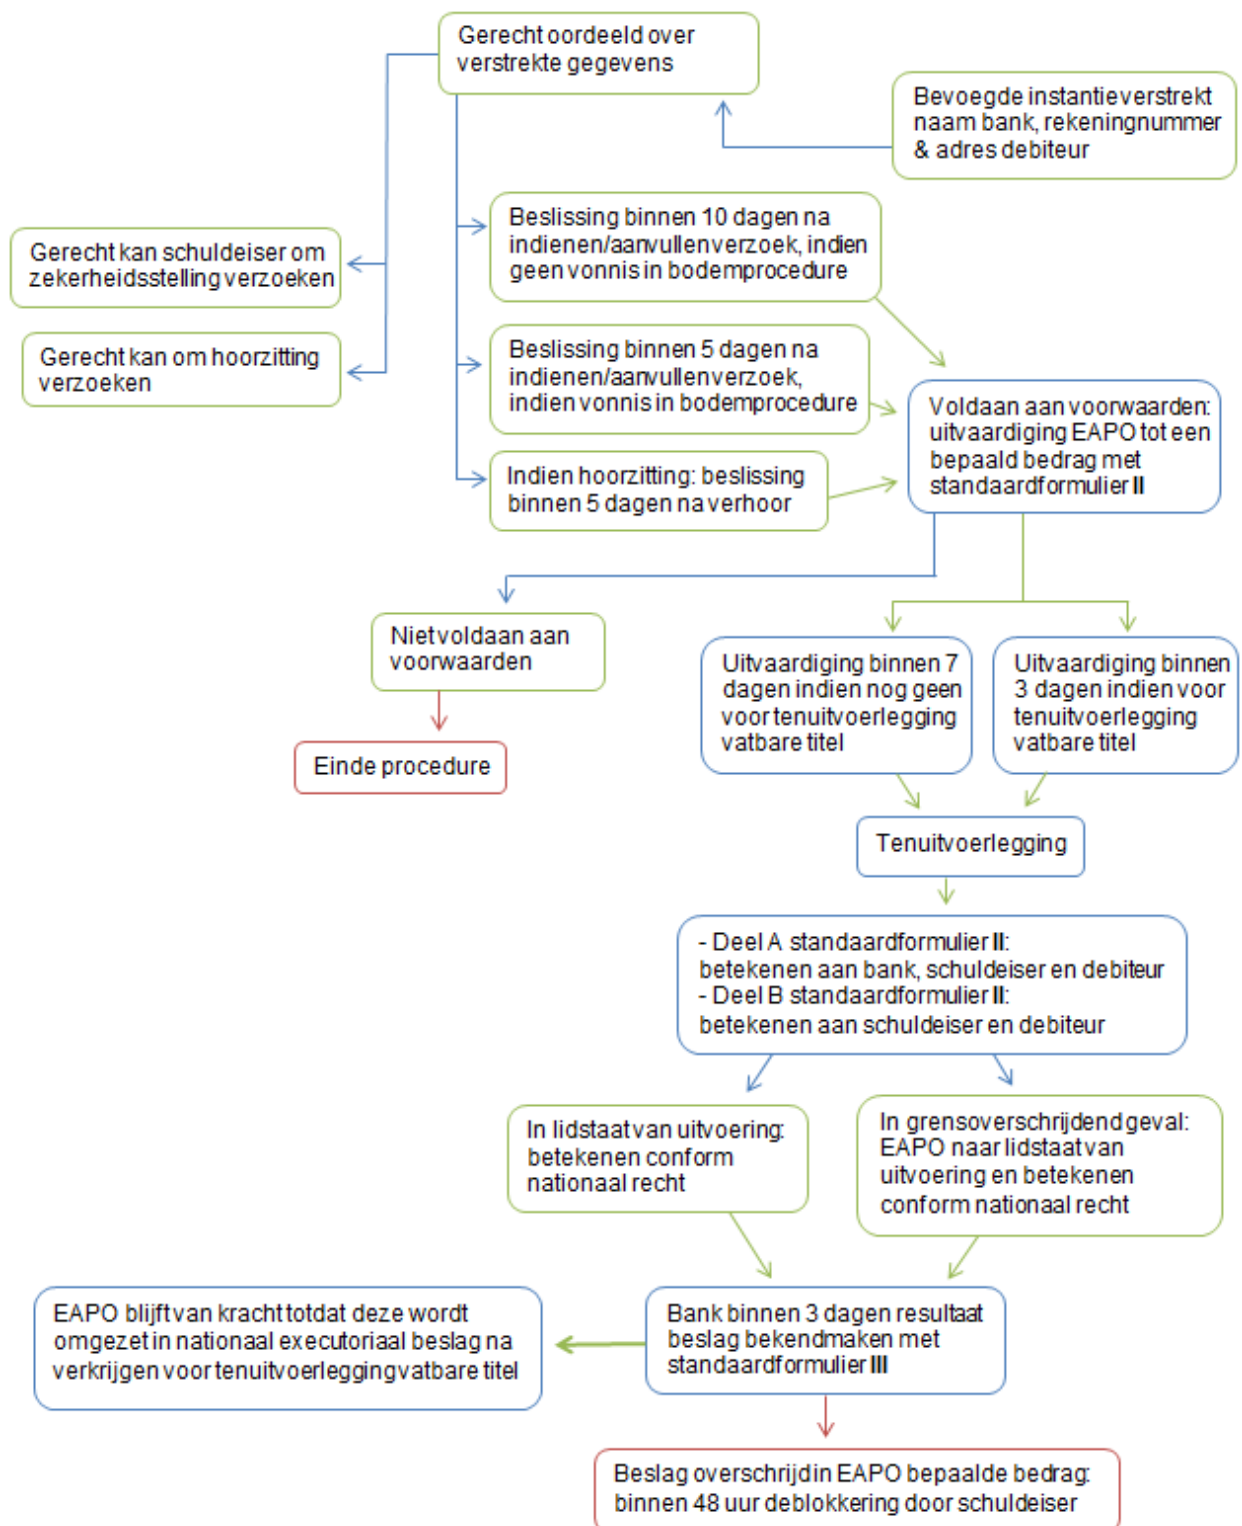 Gerecht oordeeld over
verstrekte gegevens
Bevoegde instantie verstrekt
naam bank, rekeningnummer
& adres debiteur
Beslissing binnen 10 dagen na
indienen/aanvullen verzoek, indien
geen vonnis in bodemprocedure
Gerecht kan schuldeiser om
zekerheidsstelling verzoeken
Gerecht kan om hoorzitting
verzoeken
Beslissing binnen 5 dagen na
indienen/aanvullen verzoek,
indien vonnis in bodemprocedure
Voldaan aan voorwaarden:
uitvaardiging EAPO tot een
bepaald bedrag met
standaardformulier II
Indien hoorzitting: beslissing
binnen 5 dagen na verhoor
Niet voldaan aan
voorwaarden
Einde procedure
Uitvaardiging binnen 7
dagen indien nog geen
voor tenuitvoerlegging
vatbare titel
Uitvaardiging binnen
3 dagen indien voor
tenuitvoerlegging
vatbare titel
Tenuitvoerlegging
- Deel A standaardformulier II:
betekenen aan bank, schuldeiser en debiteur
- Deel B standaardformulier II:
betekenen aan schuldeiser en debiteur
In lidstaat van uitvoering:
betekenen conform
nationaal recht
In grensoverschrijdend geval:
EAPO naar lidstaat van
uitvoering en betekenen
conform nationaal recht
EAPO blijft van kracht totdat deze wordt
omgezet in nationaal executoriaal beslag na
verkrijgen voor tenuitvoerlegging vatbare titel
Bank binnen 3 dagen resultaat
beslag bekendmaken met
standaardformulier III
Beslag overschrijd in EAPO bepaalde bedrag:
binnen 48 uur deblokkering door schuldeiser